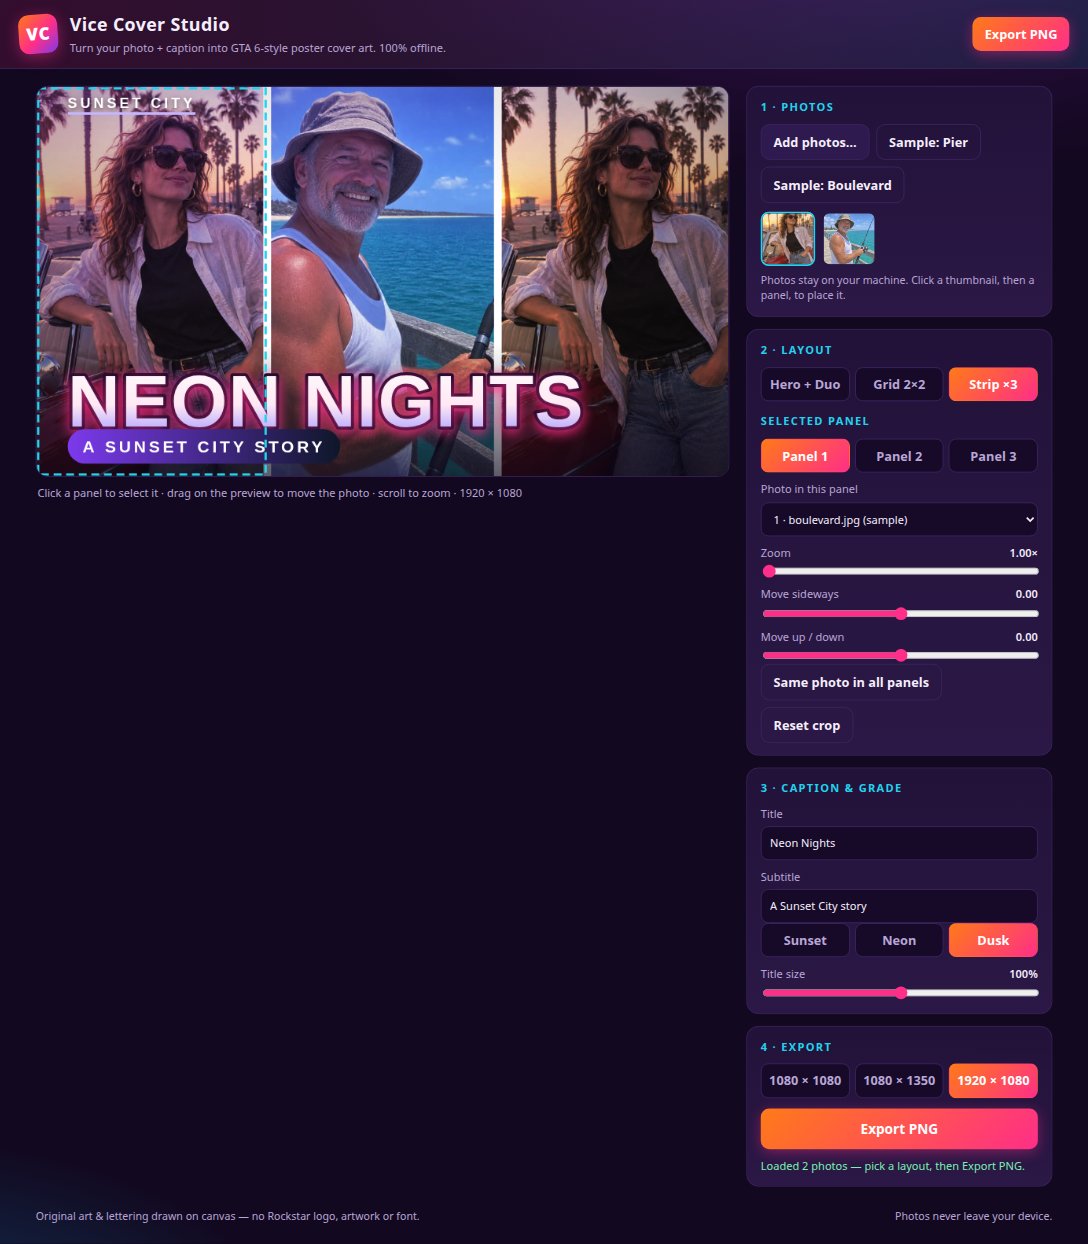 VC
Vice Cover Studio
Turn your photo + caption into GTA 6-style poster cover art. 100% offline.
Export PNG
SUNSET CITY
NEON NIGHTS
A SUNSET CITY STORY
Click a panel to select it · drag on the preview to move the photo · scroll to zoom · 1920 × 1080
1 · PHOTOS
Add photos...
Sample: Pier
Sample: Boulevard
Photos stay on your machine. Click a thumbnail, then a
panel, to place it.
2 · LAYOUT
Hero + Duo
Grid 2×2
Strip ×3
SELECTED PANEL
Panel 1
Panel 2
Panel 3
Photo in this panel
1 · boulevard.jpg (sample)
Zoom 1.00×
Move sideways 0.00
Move up / down 0.00
Same photo in all panels
Reset crop
3 · CAPTION & GRADE
Title
Neon Nights
Subtitle
A Sunset City story
Sunset
Neon
Dusk
Title size 100%
4 · EXPORT
1080 × 1080
1080 × 1350
1920 × 1080
Export PNG
Loaded 2 photos — pick a layout, then Export PNG.
Original art & lettering drawn on canvas — no Rockstar logo, artwork or font.
Photos never leave your device.